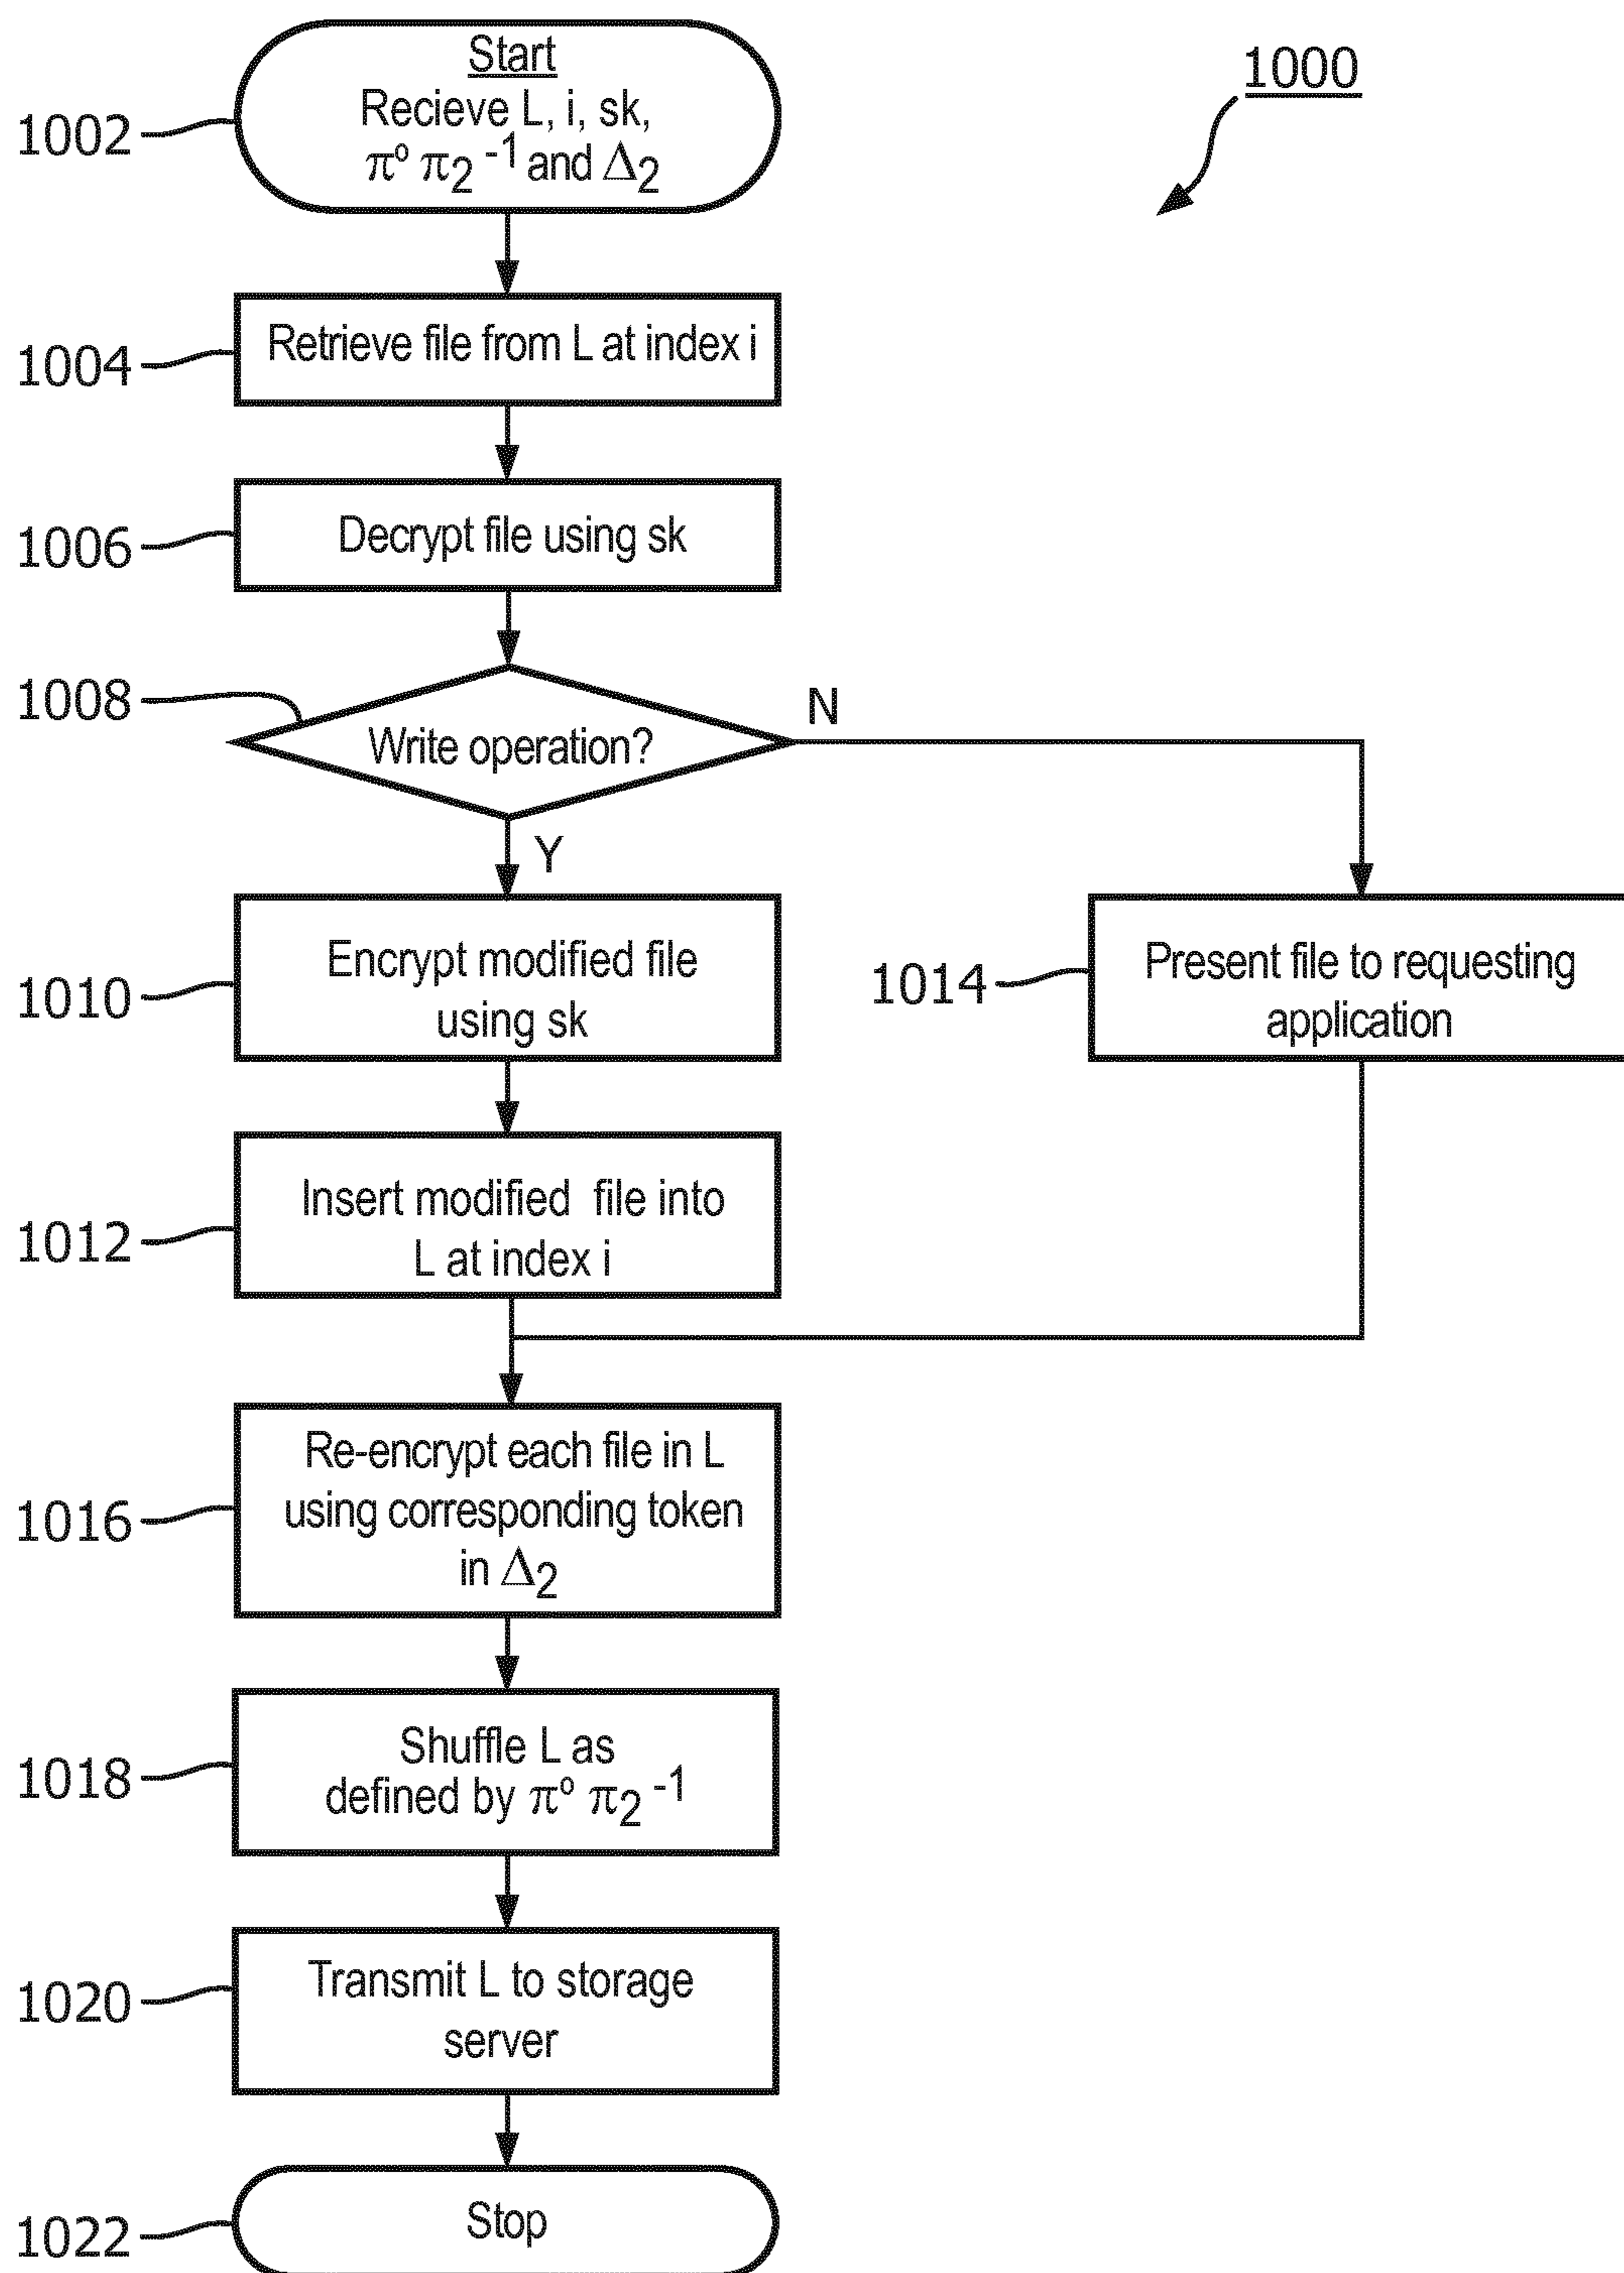 1000
Start
1002
Recieve L, i, sk,
π° π₂⁻¹ and Δ₂
1004
Retrieve file from L at index i
1006
Decrypt file using sk
1008
Write operation?
N
Y
1010
Encrypt modified file
using sk
1014
Present file to requesting
application
1012
Insert modified file into
L at index i
1016
Re-encrypt each file in L
using corresponding token
in Δ₂
1018
Shuffle L as
defined by π° π₂⁻¹
1020
Transmit L to storage
server
1022
Stop